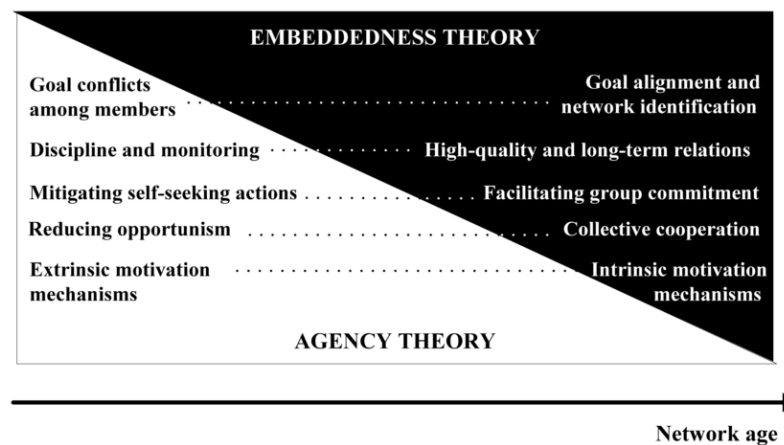 EMBEDDEDNESS THEORY
Goal conflicts
among members
Goal alignment and
network identification
Discipline and monitoring
High-quality and long-term relations
Mitigating self-seeking actions
Facilitating group commitment
Reducing opportunism
Collective cooperation
Extrinsic motivation
mechanisms
Intrinsic motivation
mechanisms
AGENCY THEORY
Network age